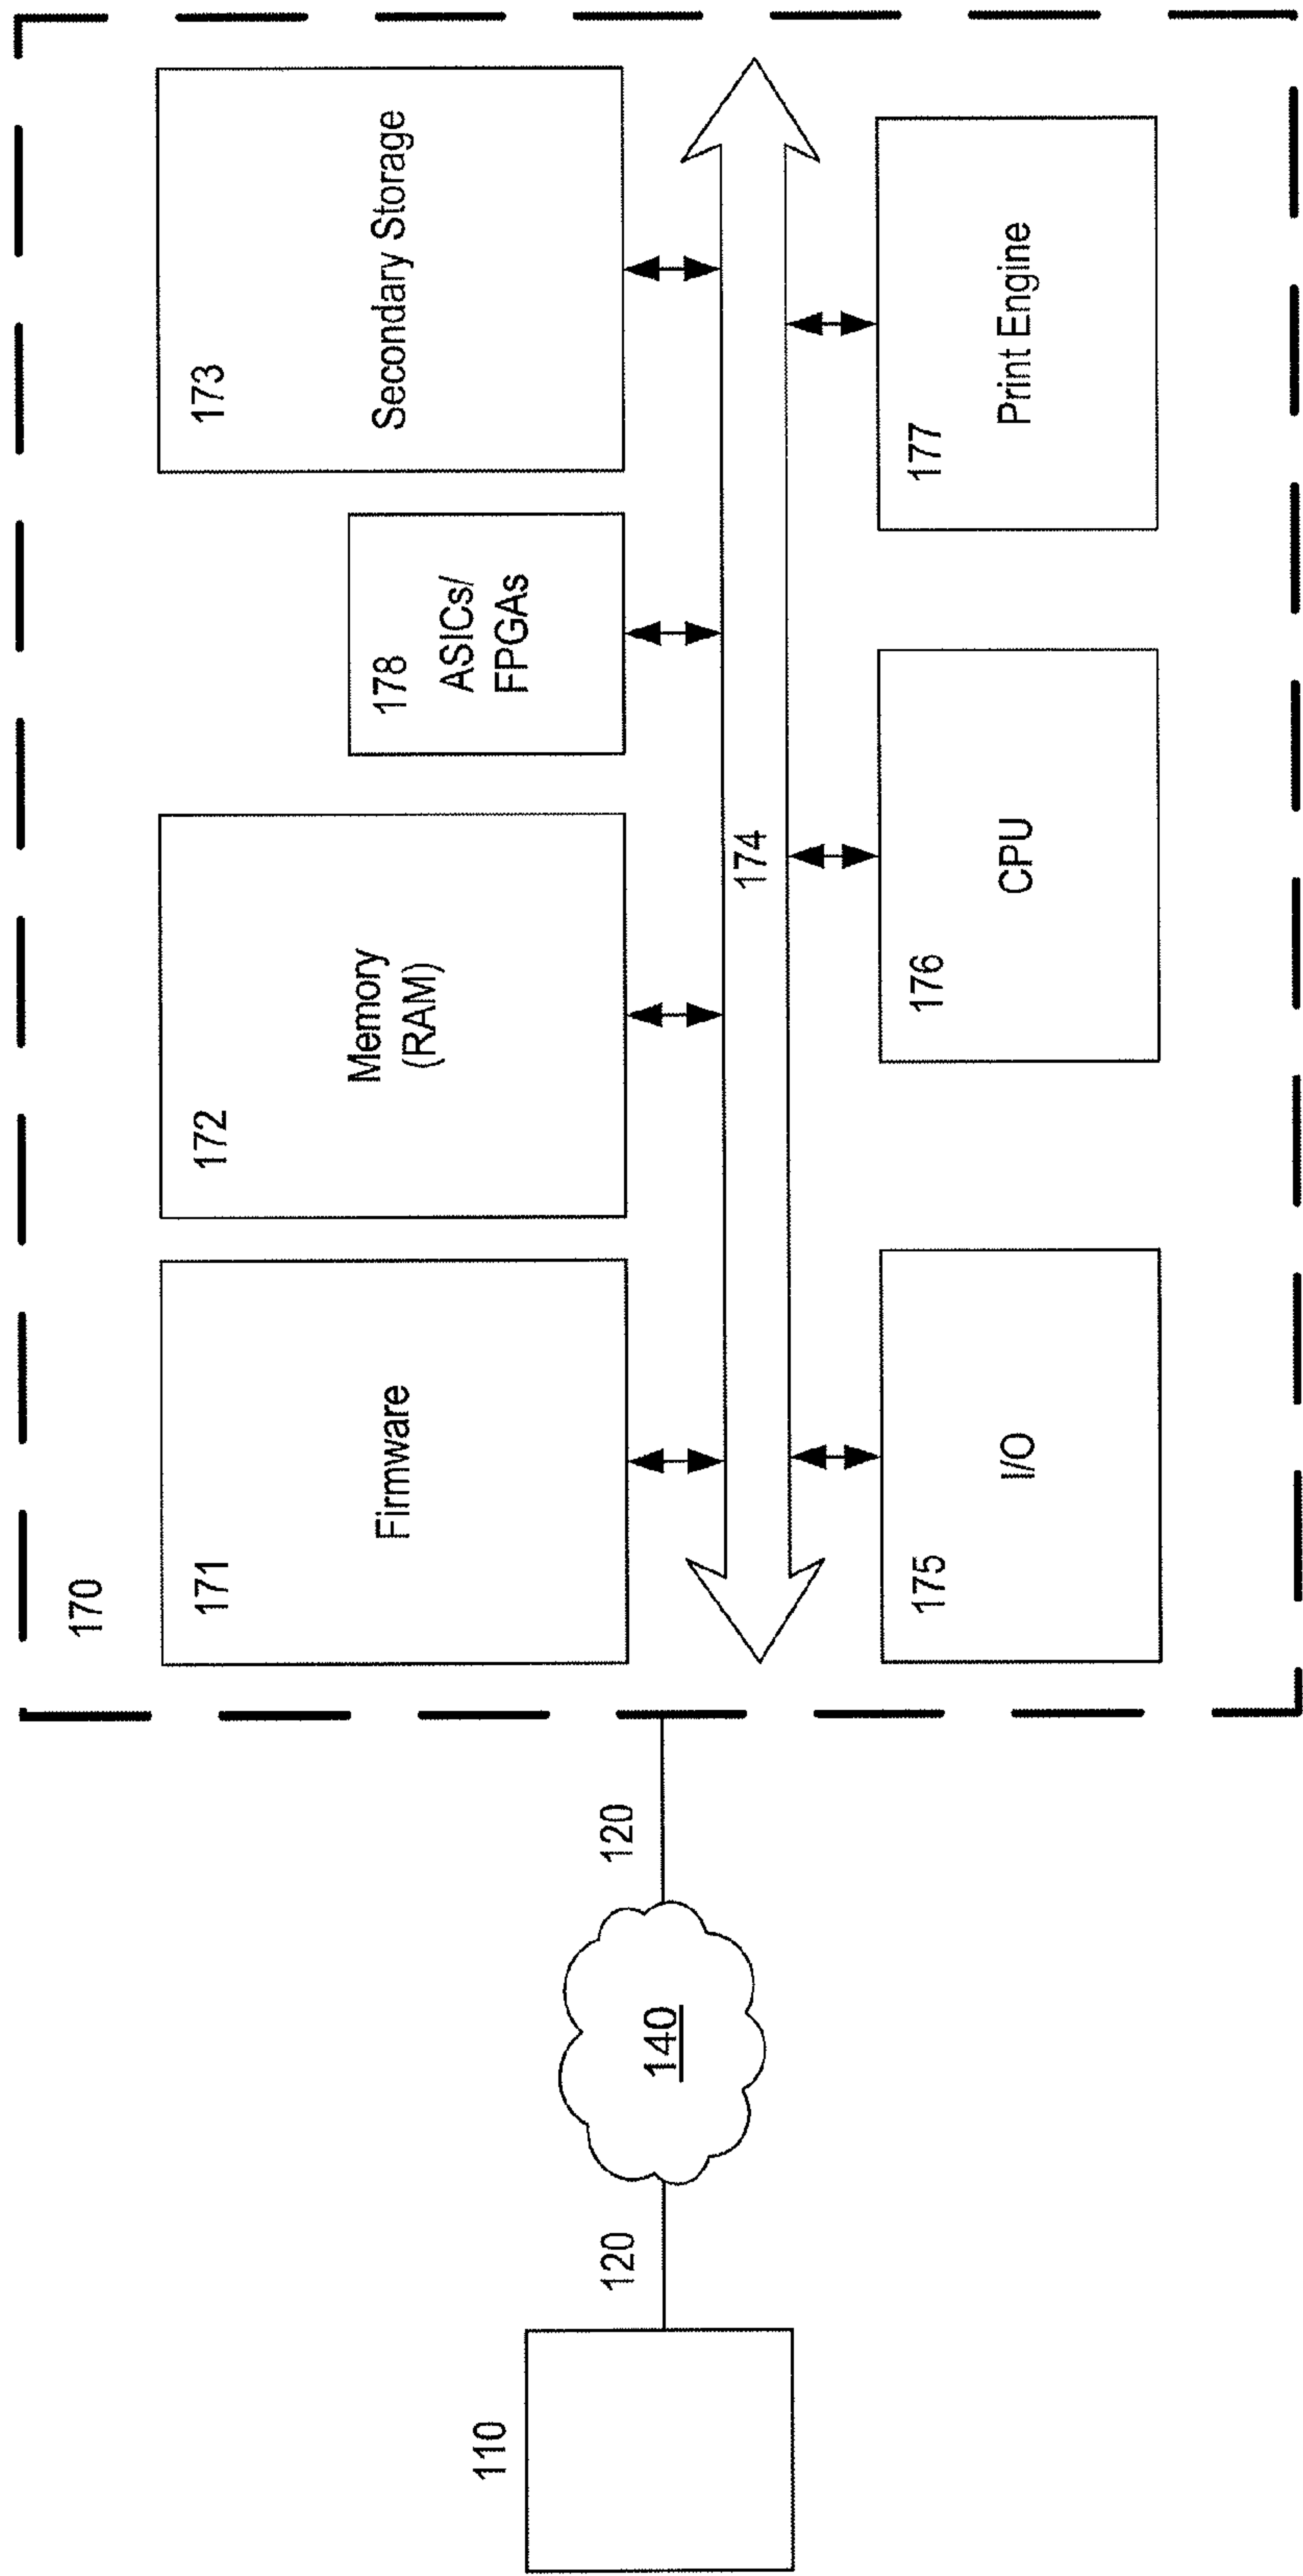 170
171
Firmware
172
Memory
(RAM)
178
ASICs/
FPGAs
173
Secondary Storage
174
175
I/O
176
CPU
177
Print Engine
110
120
140
120